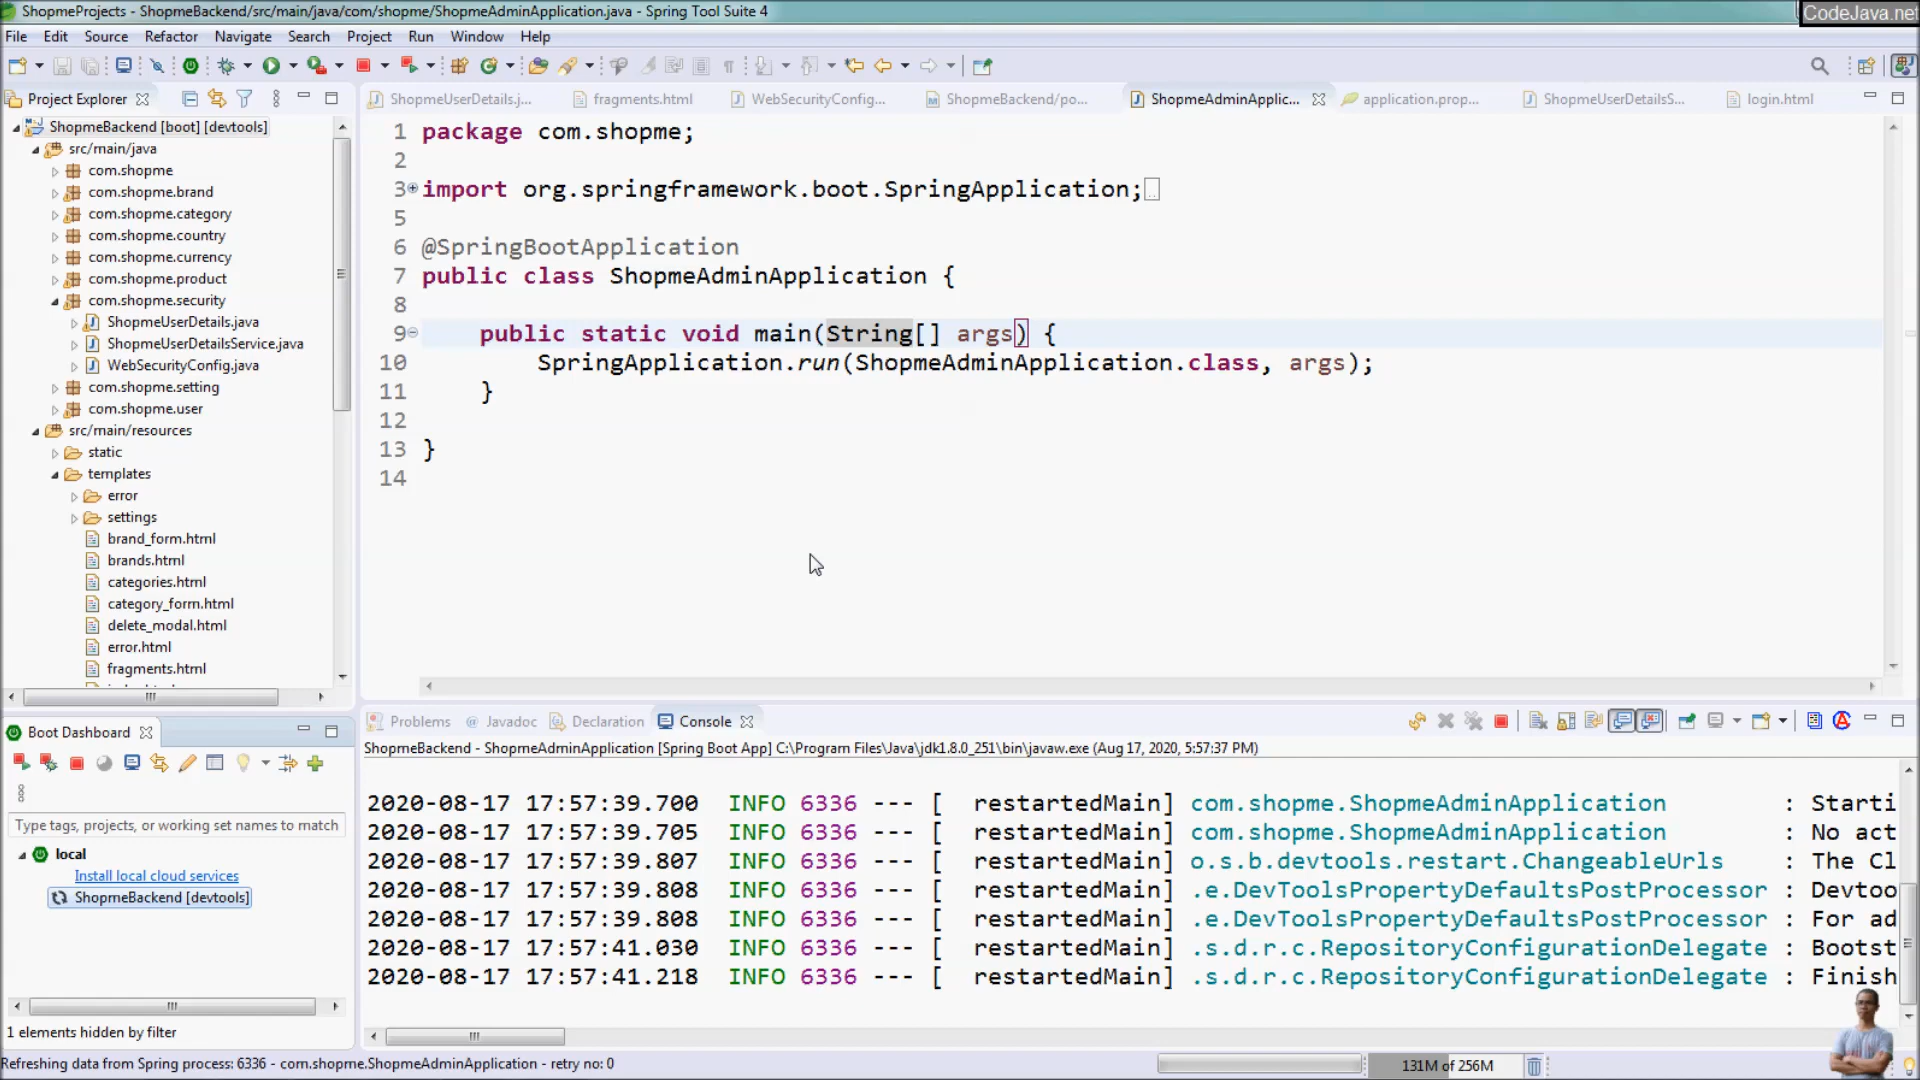 ShopmeProjects - ShopmeBackend/src/main/java/com/shopme/ShopmeAdminApplication.java - Spring Tool Suite 4
CodeJava.net
File Edit Source Refactor Navigate Search Project Run Window Help
Project Explorer
ShopmeUserDetails.j...
fragments.html
WebSecurityConfig...
ShopmeBackend/po...
ShopmeAdminApplic...
application.prop...
ShopmeUserDetailsS...
login.html
ShopmeBackend [boot] [devtools]
src/main/java
com.shopme
com.shopme.brand
com.shopme.category
com.shopme.country
com.shopme.currency
com.shopme.product
com.shopme.security
ShopmeUserDetails.java
ShopmeUserDetailsService.java
WebSecurityConfig.java
com.shopme.setting
com.shopme.user
src/main/resources
static
templates
error
settings
brand_form.html
brands.html
categories.html
category_form.html
delete_modal.html
error.html
fragments.html
1 package com.shopme;
2
3 import org.springframework.boot.SpringApplication;
5
6 @SpringBootApplication
7 public class ShopmeAdminApplication {
8
9 public static void main(String[] args) {
10 SpringApplication.run(ShopmeAdminApplication.class, args);
11 }
12
13 }
14
Boot Dashboard
Type tags, projects, or working set names to match
local
Install local cloud services
ShopmeBackend [devtools]
1 elements hidden by filter
Problems @ Javadoc Declaration Console
ShopmeBackend - ShopmeAdminApplication [Spring Boot App] C:\Program Files\Java\jdk1.8.0_251\bin\javaw.exe (Aug 17, 2020, 5:57:37 PM)
2020-08-17 17:57:39.700 INFO 6336 --- [ restartedMain] com.shopme.ShopmeAdminApplication : Starti
2020-08-17 17:57:39.705 INFO 6336 --- [ restartedMain] com.shopme.ShopmeAdminApplication : No act
2020-08-17 17:57:39.807 INFO 6336 --- [ restartedMain] o.s.b.devtools.restart.ChangeableUrls : The Cl
2020-08-17 17:57:39.808 INFO 6336 --- [ restartedMain] .e.DevToolsPropertyDefaultsPostProcessor : Devtoo
2020-08-17 17:57:39.808 INFO 6336 --- [ restartedMain] .e.DevToolsPropertyDefaultsPostProcessor : For ad
2020-08-17 17:57:41.030 INFO 6336 --- [ restartedMain] .s.d.r.c.RepositoryConfigurationDelegate : Bootst
2020-08-17 17:57:41.218 INFO 6336 --- [ restartedMain] .s.d.r.c.RepositoryConfigurationDelegate : Finish
Refreshing data from Spring process: 6336 - com.shopme.ShopmeAdminApplication - retry no: 0
131M of 256M